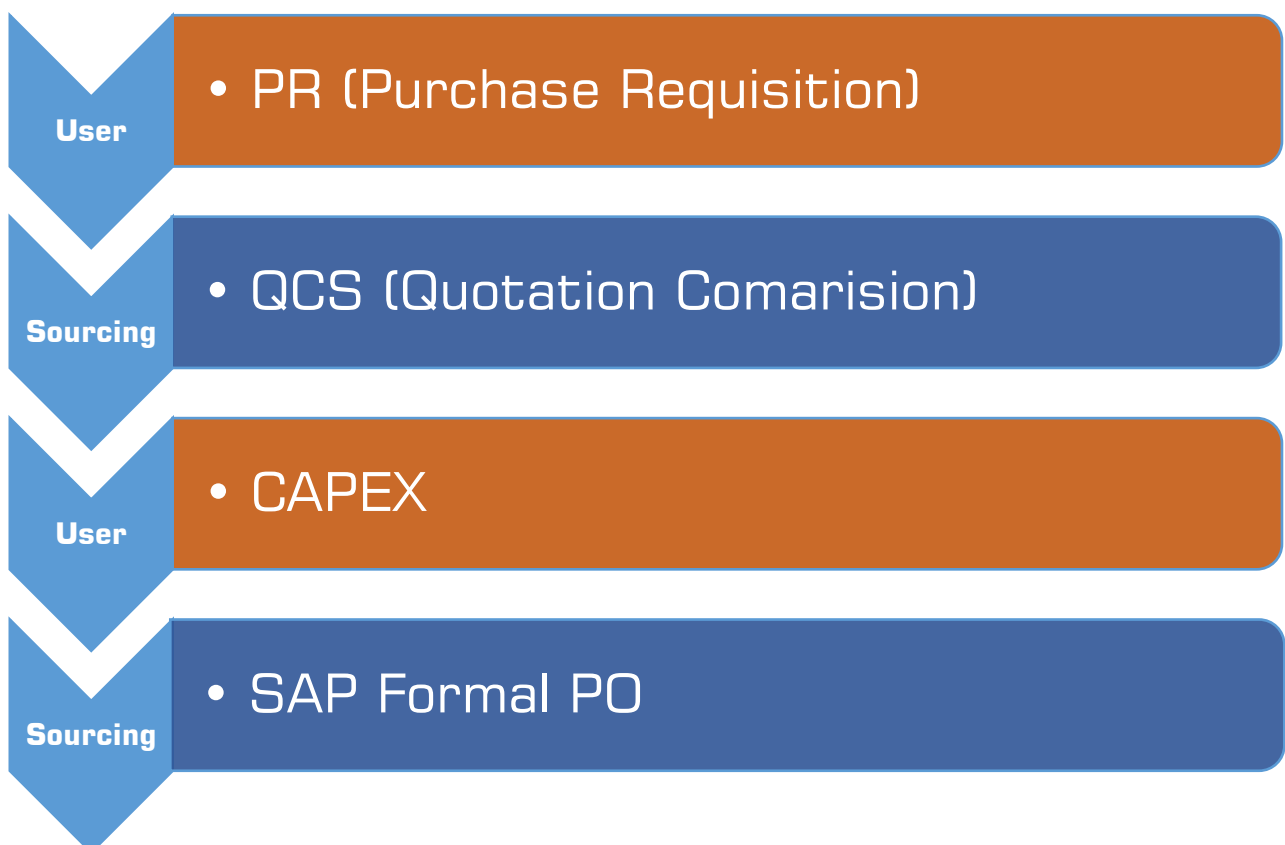 User
• PR (Purchase Requisition)
Sourcing
• QCS (Quotation Comarision)
User
• CAPEX
Sourcing
• SAP Formal PO